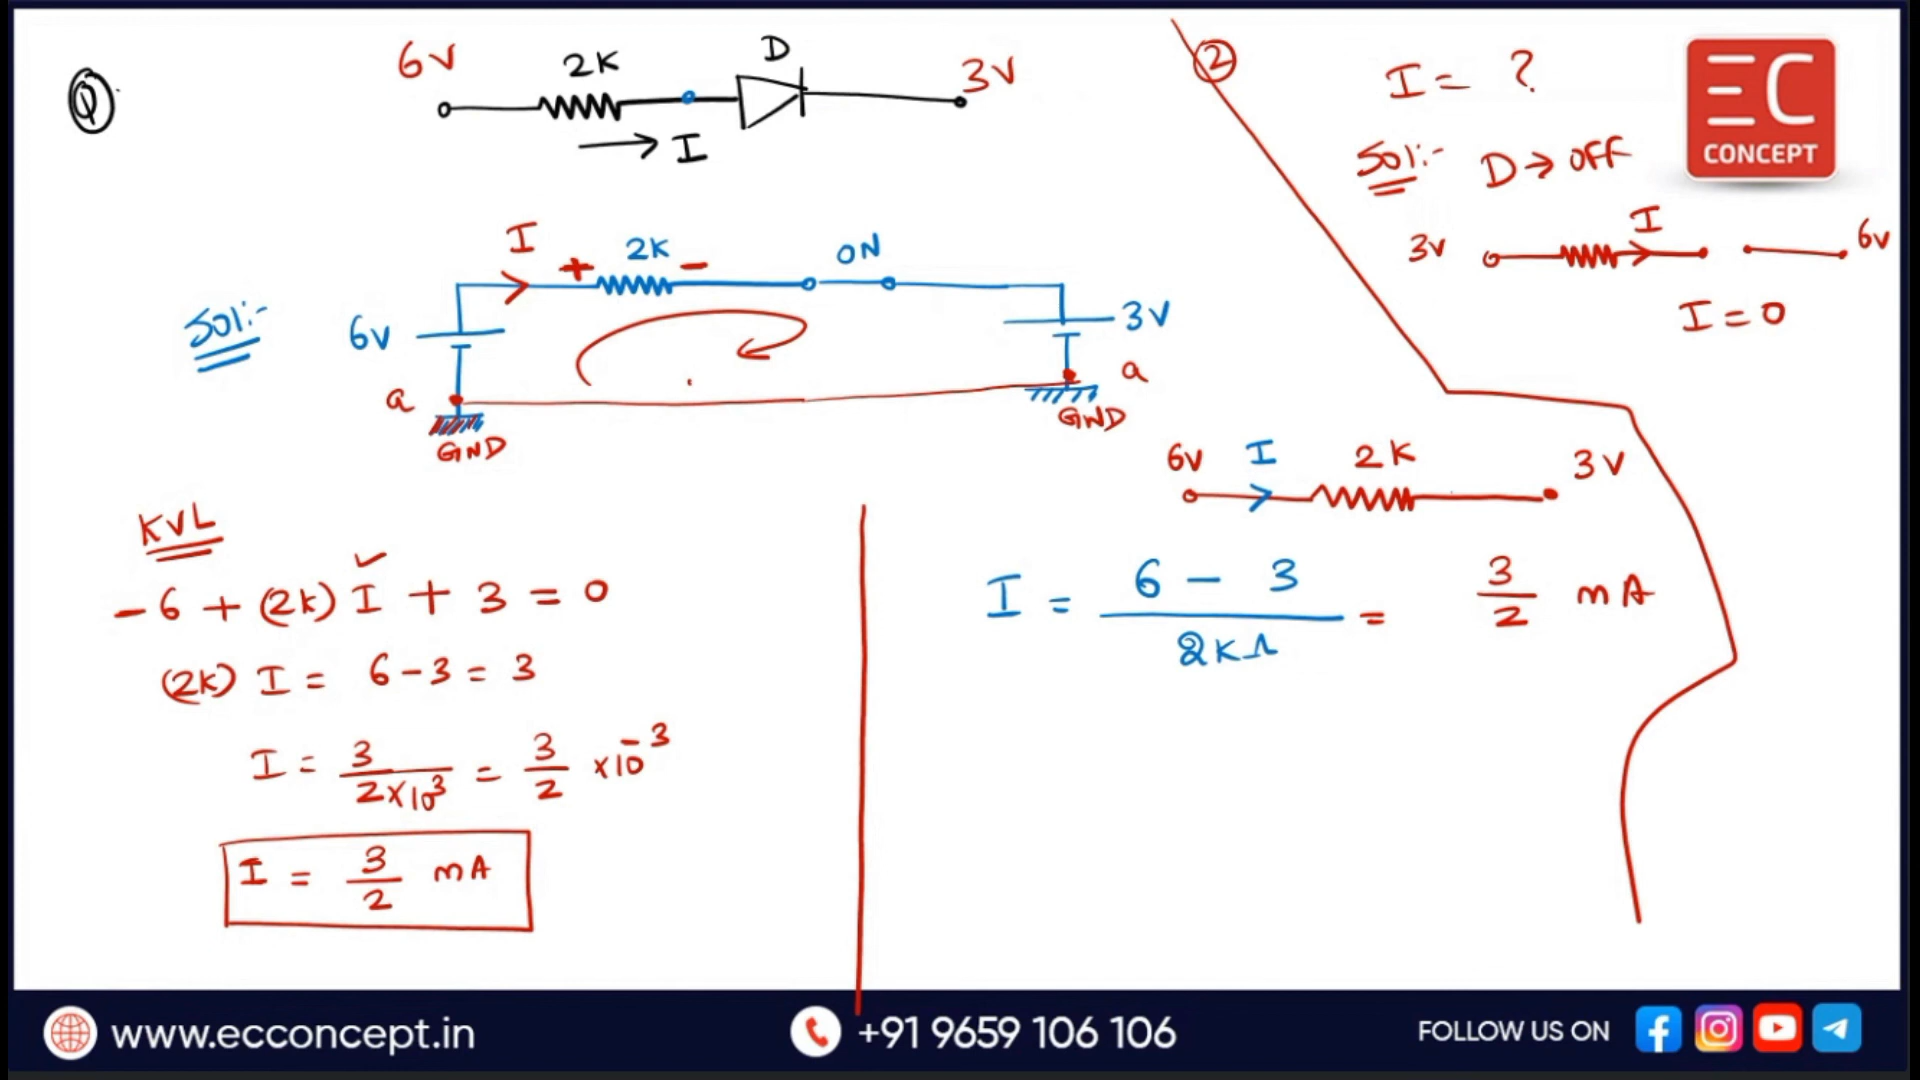 Q
6V 2K D 3V
→ I
Sol:-
I
+ 2K - ON
6V 3V
a a
GND GND
KVL
-6 + (2K) I + 3 = 0
(2K) I = 6-3 = 3
I = 3/2×10³ = 3/2 ×10⁻³
I = 3/2 mA
6V I 2K 3V
I = 6 - 3 / 2KΩ = 3/2 mA
② I = ?
Sol:- D → OFF
I
3V 6V
I = 0
EC
CONCEPT
www.ecconcept.in
+91 9659 106 106
FOLLOW US ON